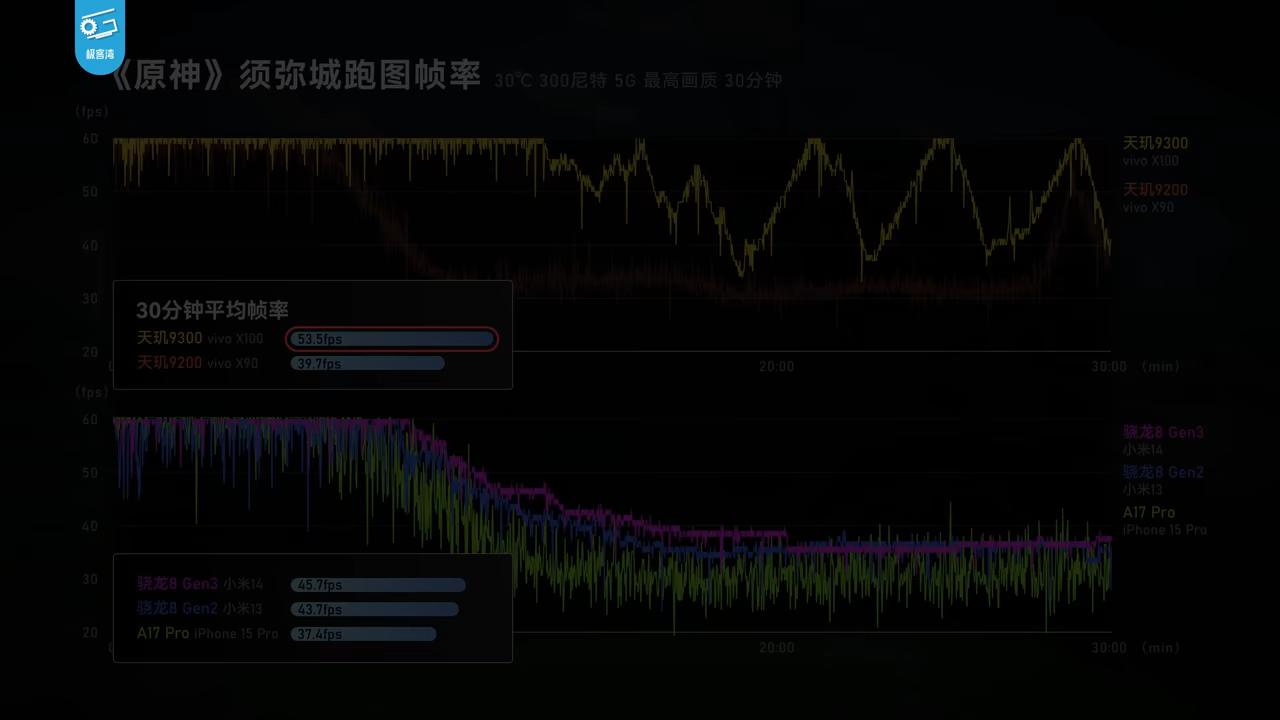 极客湾
《原神》须弥城跑图帧率 30℃ 300尼特 5G 最高画质 30分钟
(fps)
60
50
40
30
20
天玑9300
vivo X100
天玑9200
vivo X90
30分钟平均帧率
天玑9300 vivo X100 53.5fps
天玑9200 vivo X90 39.7fps
20:00
30:00 (min)
(fps)
60
50
40
30
20
骁龙8 Gen3
小米14
骁龙8 Gen2
小米13
A17 Pro
iPhone 15 Pro
骁龙8 Gen3 小米14 45.7fps
骁龙8 Gen2 小米13 43.7fps
A17 Pro iPhone 15 Pro 37.4fps
20:00
30:00 (min)